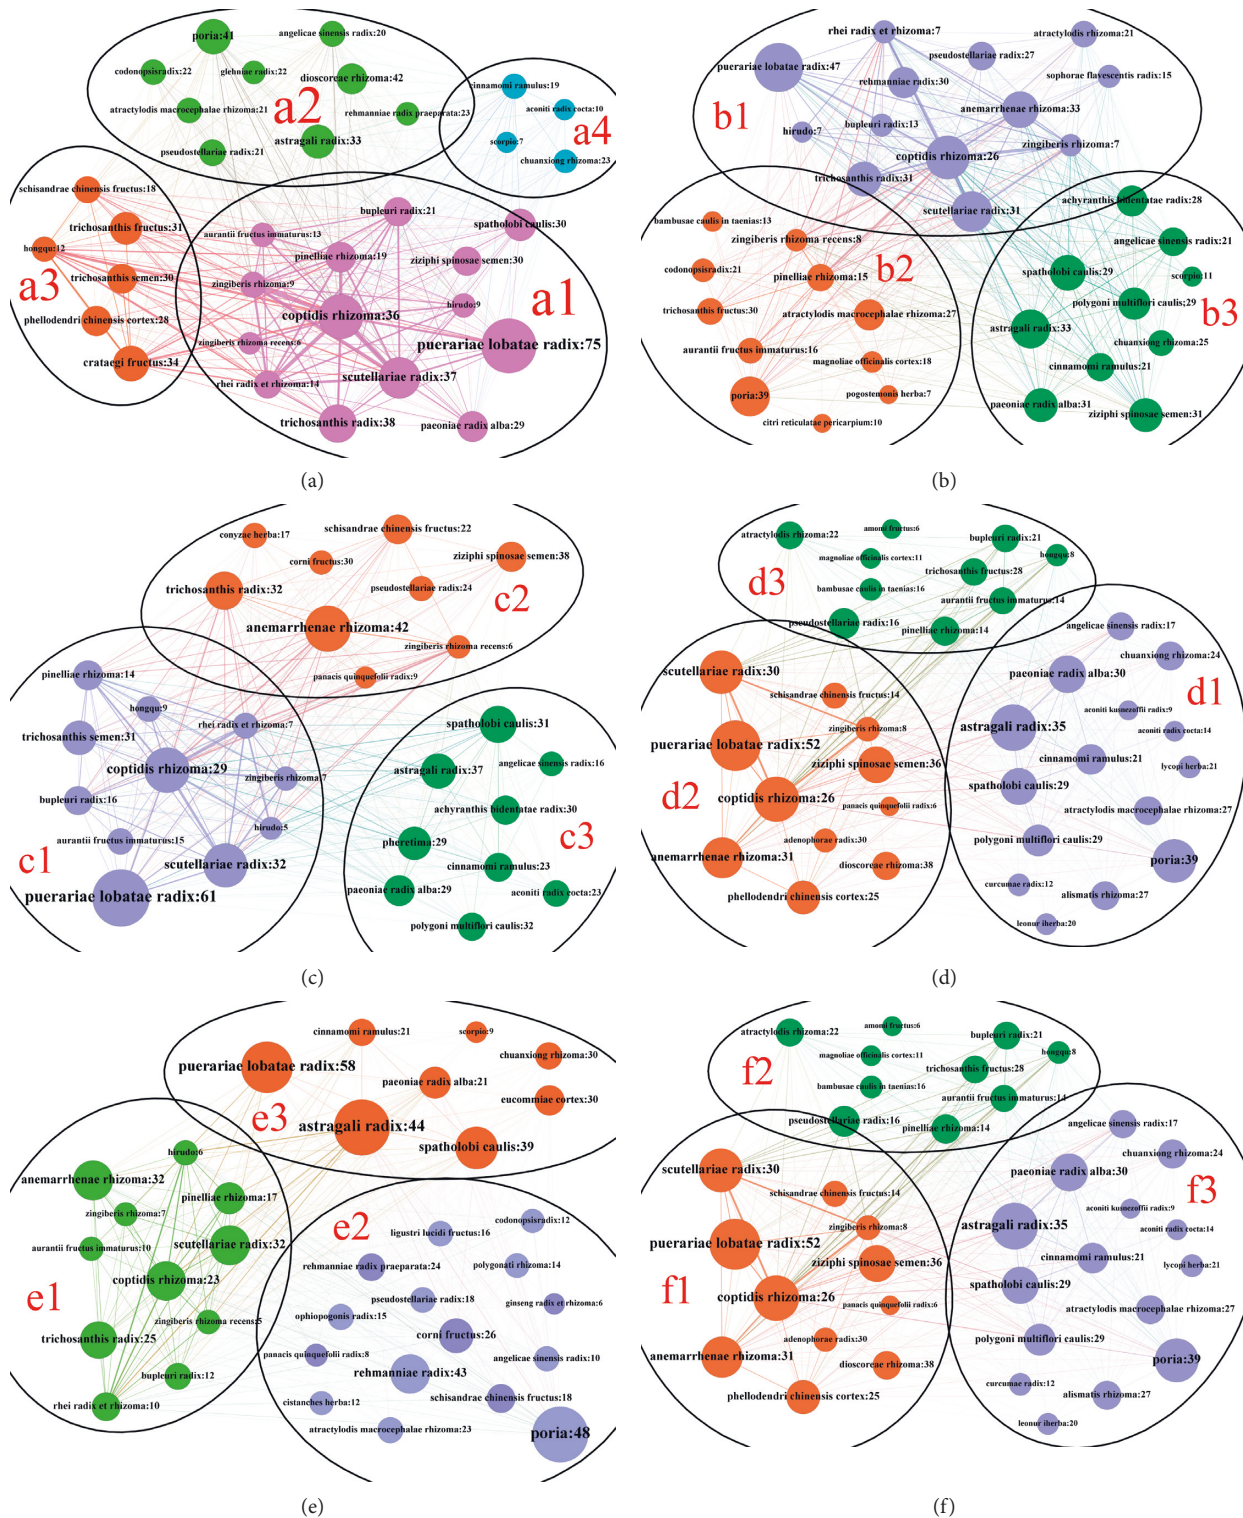 poria:41
angelicae sinensis radix:20
codonopsisradix:22
glehniae radix:22
dioscoreae rhizoma:42
atractylodis macrocephalae rhizoma:21
a2
rehmanniae radix praeparata:23
astragali radix:33
pseudostellariae radix:21
cinnamomi ramulus:19
aconiti radix cocta:10
a4
scorpio:7
chuanxiong rhizoma:23
schisandrae chinensis fructus:18
trichosanthis fructus:31
hongqu:12
trichosanthis semen:30
a3
phellodendri chinensis cortex:28
crataegi fructus:34
bupleuri radix:21
spatholobi caulis:30
aurantii fructus immaturus:13
pinelliae rhizoma:19
ziziphi spinosae semen:30
zingiberis rhizoma:9
hirudo:9
a1
coptidis rhizoma:36
zingiberis rhizoma recens:6
puerariae lobatae radix:75
rhei radix et rhizoma:14
scutellariae radix:37
trichosanthis radix:38
paeoniae radix alba:29
(a)
rhei radix et rhizoma:7
atractylodis rhizoma:21
pseudostellariae radix:27
puerariae lobatae radix:47
rehmanniae radix:30
sophorae flavescentis radix:15
b1
anemarrhenae rhizoma:33
hirudo:7
bupleuri radix:13
zingiberis rhizoma:7
coptidis rhizoma:26
trichosanthis radix:31
scutellariae radix:31
bambusae caulis in taenias:13
zingiberis rhizoma recens:8
codonopsisradix:21
pinelliae rhizoma:15
b2
trichosanthis fructus:30
atractylodis macrocephalae rhizoma:27
aurantii fructus immaturus:16
magnoliae officinalis cortex:18
poria:39
pogostemonis herba:7
citri reticulatae pericarpium:10
achyranthis bidentatae radix:28
angelicae sinensis radix:21
spatholobi caulis:29
scorpio:11
polygoni multiflori caulis:29
b3
astragali radix:33
chuanxiong rhizoma:25
cinnamomi ramulus:21
paeoniae radix alba:31
ziziphi spinosae semen:31
(b)
conyzae herba:17
schisandrae chinensis fructus:22
corni fructus:30
ziziphi spinosae semen:38
trichosanthis radix:32
pseudostellariae radix:24
c2
anemarrhenae rhizoma:42
zingiberis rhizoma recens:6
panacis quinquefolii radix:9
pinelliae rhizoma:14
hongqu:9
rhei radix et rhizoma:7
trichosanthis semen:31
coptidis rhizoma:29
zingiberis rhizoma:7
bupleuri radix:16
hirudo:5
aurantii fructus immaturus:15
c1
scutellariae radix:32
puerariae lobatae radix:61
spatholobi caulis:31
angelicae sinensis radix:16
astragali radix:37
achyranthis bidentatae radix:30
pheretima:29
c3
cinnamomi ramulus:23
paeoniae radix alba:29
aconiti radix cocta:23
polygoni multiflori caulis:32
(c)
atractylodis rhizoma:22
amomi fructus:6
bupleuri radix:21
magnoliae officinalis cortex:11
hongqu:8
trichosanthis fructus:28
d3
bambusae caulis in taenias:16
aurantii fructus immaturus:14
pseudostellariae radix:16
pinelliae rhizoma:14
scutellariae radix:30
schisandrae chinensis fructus:14
zingiberis rhizoma:8
puerariae lobatae radix:52
ziziphi spinosae semen:36
coptidis rhizoma:26
d2
panacis quinquefolii radix:6
adenophorae radix:30
anemarrhenae rhizoma:31
dioscoreae rhizoma:38
phellodendri chinensis cortex:25
angelicae sinensis radix:17
chuanxiong rhizoma:24
paeoniae radix alba:30
d1
aconiti kusnezoffii radix:9
astragali radix:35
aconiti radix cocta:14
cinnamomi ramulus:21
lycopi herba:21
spatholobi caulis:29
atractylodis macrocephalae rhizoma:27
polygoni multiflori caulis:29
poria:39
curcumae radix:12
alismatis rhizoma:27
leonur iherba:20
(d)
cinnamomi ramulus:21
scorpio:9
chuanxiong rhizoma:30
puerariae lobatae radix:58
paeoniae radix alba:21
eucommiae cortex:30
e3
astragali radix:44
spatholobi caulis:39
hirudo:6
anemarrhenae rhizoma:32
pinelliae rhizoma:17
zingiberis rhizoma:7
aurantii fructus immaturus:10
scutellariae radix:32
coptidis rhizoma:23
e1
zingiberis rhizoma recens:5
trichosanthis radix:25
bupleuri radix:12
rhei radix et rhizoma:10
e2
codonopsisradix:12
ligustri lucidi fructus:16
rehmanniae radix praeparata:24
polygonati rhizoma:14
pseudostellariae radix:18
ginseng radix et rhizoma:6
ophiopogonis radix:15
corni fructus:26
panacis quinquefolii radix:8
angelicae sinensis radix:10
rehmanniae radix:43
schisandrae chinensis fructus:18
cistanches herba:12
atractylodis macrocephalae rhizoma:23
poria:48
(e)
atractylodis rhizoma:22
amomi fructus:6
bupleuri radix:21
magnoliae officinalis cortex:11
hongqu:8
f2
trichosanthis fructus:28
bambusae caulis in taenias:16
aurantii fructus immaturus:14
pseudostellariae radix:16
pinelliae rhizoma:14
scutellariae radix:30
schisandrae chinensis fructus:14
zingiberis rhizoma:8
puerariae lobatae radix:52
ziziphi spinosae semen:36
f1
coptidis rhizoma:26
panacis quinquefolii radix:6
adenophorae radix:30
anemarrhenae rhizoma:31
dioscoreae rhizoma:38
phellodendri chinensis cortex:25
angelicae sinensis radix:17
chuanxiong rhizoma:24
paeoniae radix alba:30
f3
aconiti kusnezoffii radix:9
astragali radix:35
aconiti radix cocta:14
cinnamomi ramulus:21
lycopi herba:21
spatholobi caulis:29
atractylodis macrocephalae rhizoma:27
polygoni multiflori caulis:29
poria:39
curcumae radix:12
alismatis rhizoma:27
leonur iherba:20
(f)